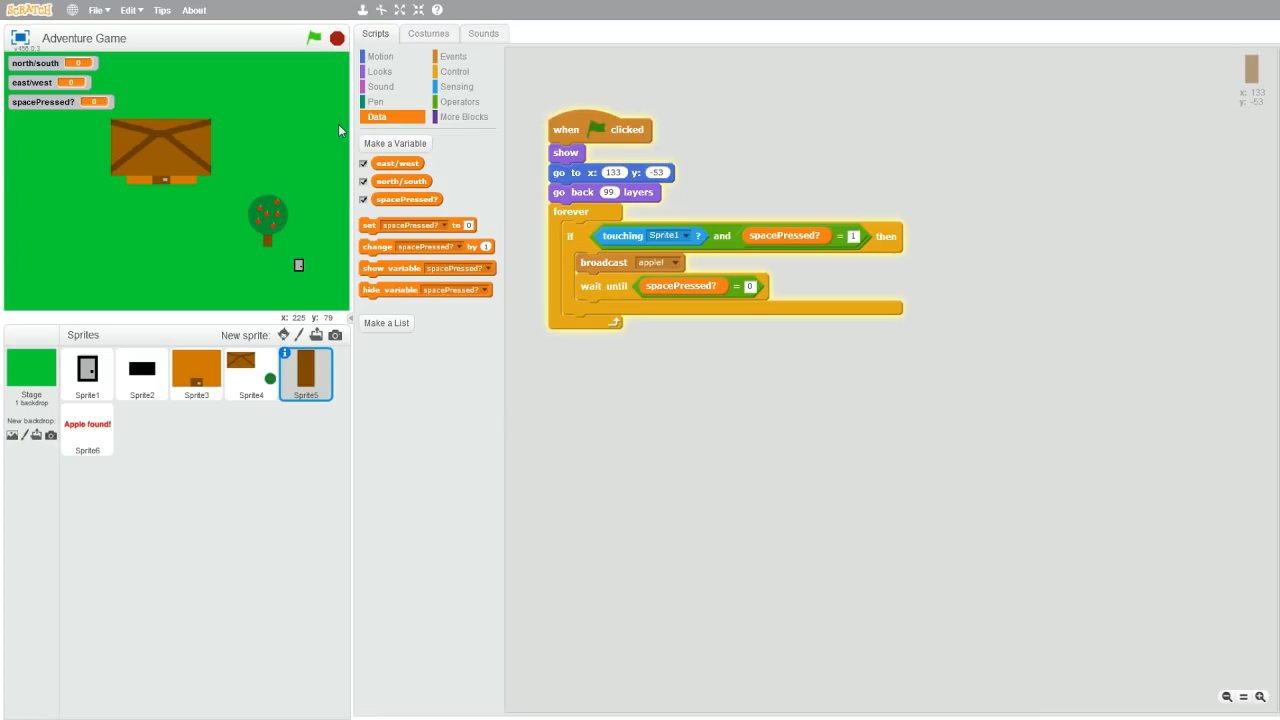 SCRATCH File Edit Tips About
Adventure Game
v456.0.3
north/south 0
east/west 0
spacePressed? 0
x: 225 y: 79
Sprites New sprite:
Stage
1 backdrop
New backdrop:
Sprite1 Sprite2 Sprite3 Sprite4 Sprite5
Apple found!
Sprite6
Scripts Costumes Sounds
Motion Events
Looks Control
Sound Sensing
Pen Operators
Data More Blocks
Make a Variable
east/west
north/south
spacePressed?
set spacePressed? to 0
change spacePressed? by 1
show variable spacePressed?
hide variable spacePressed?
Make a List
when clicked
show
go to x: 133 y: -53
go back 99 layers
forever
if touching Sprite1 ? and spacePressed? = 1 then
broadcast apple!
wait until spacePressed? = 0
x: 133
y: -53